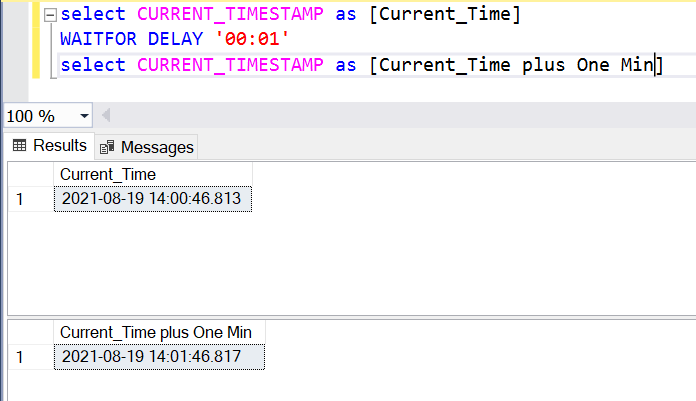 select CURRENT_TIMESTAMP as [Current_Time]
WAITFOR DELAY '00:01'
select CURRENT_TIMESTAMP as [Current_Time plus One Min]
100 %
Results Messages
Current_Time
1 2021-08-19 14:00:46.813
Current_Time plus One Min
1 2021-08-19 14:01:46.817